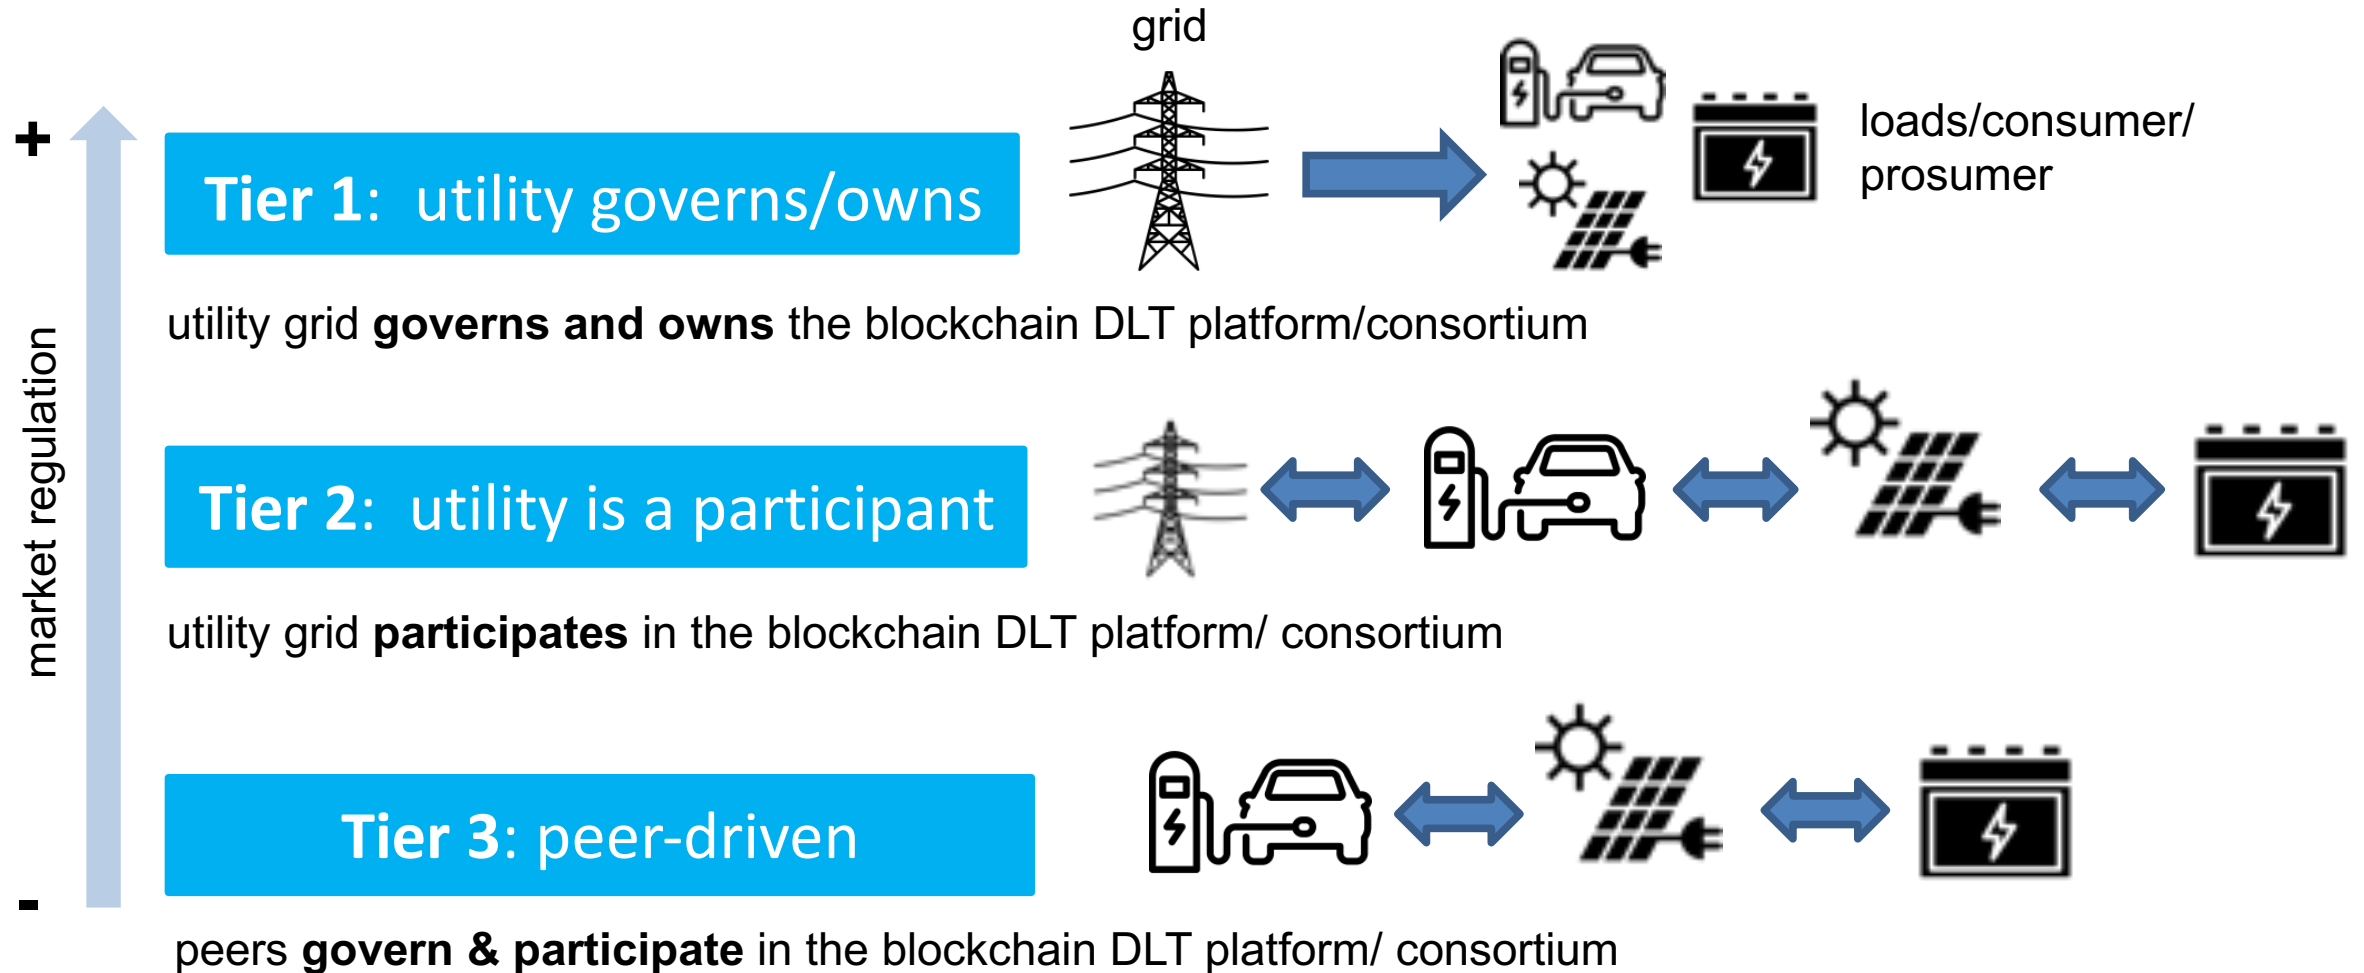 grid
+
Tier 1: utility governs/owns
loads/consumer/
prosumer
utility grid governs and owns the blockchain DLT platform/consortium
market regulation
Tier 2: utility is a participant
utility grid participates in the blockchain DLT platform/ consortium
Tier 3: peer-driven
-
peers govern & participate in the blockchain DLT platform/ consortium